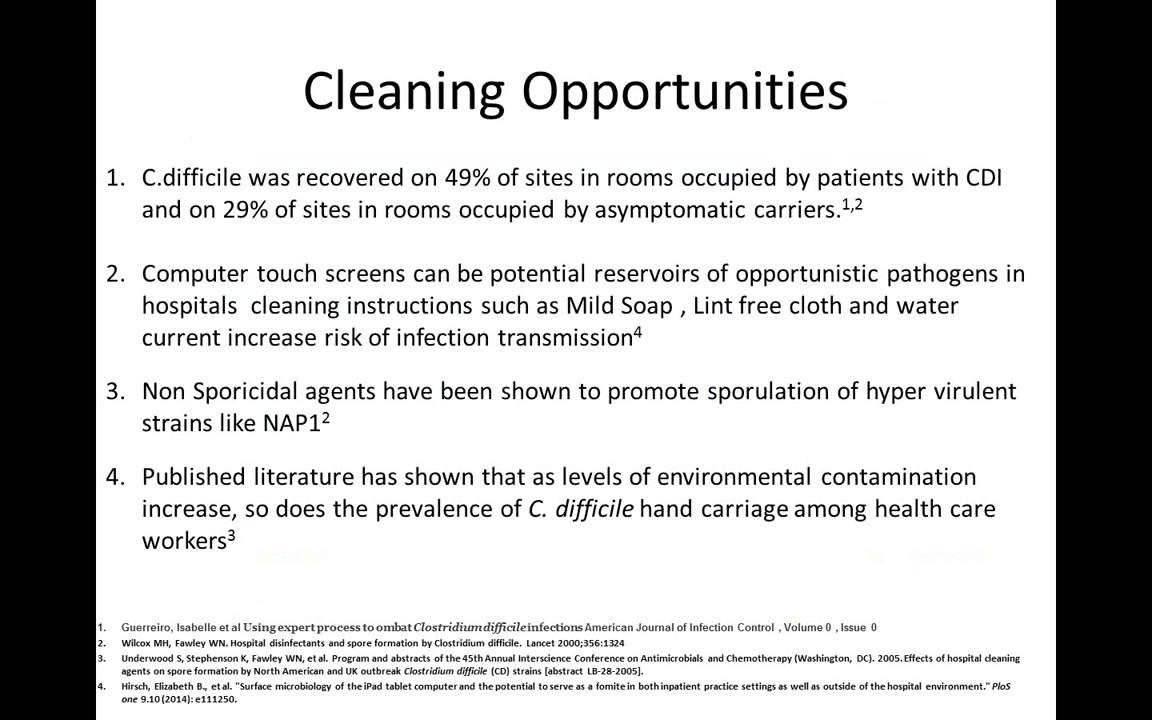 Cleaning Opportunities
1. C.difficile was recovered on 49% of sites in rooms occupied by patients with CDI
and on 29% of sites in rooms occupied by asymptomatic carriers.1,2
2. Computer touch screens can be potential reservoirs of opportunistic pathogens in
hospitals cleaning instructions such as Mild Soap , Lint free cloth and water
current increase risk of infection transmission4
3. Non Sporicidal agents have been shown to promote sporulation of hyper virulent
strains like NAP12
4. Published literature has shown that as levels of environmental contamination
increase, so does the prevalence of C. difficile hand carriage among health care
workers3
1. Guerreiro, Isabelle et al Using expert process to ombat Clostridium difficile infections American Journal of Infection Control , Volume 0 , Issue 0
2. Wilcox MH, Fawley WN. Hospital disinfectants and spore formation by Clostridium difficile. Lancet 2000;356:1324
3. Underwood S, Stephenson K, Fawley WN, et al. Program and abstracts of the 45th Annual Interscience Conference on Antimicrobials and Chemotherapy (Washington, DC). 2005. Effects of hospital cleaning
agents on spore formation by North American and UK outbreak Clostridium difficile (CD) strains [abstract LB-28-2005].
4. Hirsch, Elizabeth B., et al. "Surface microbiology of the iPad tablet computer and the potential to serve as a fomite in both inpatient practice settings as well as outside of the hospital environment." PloS
one 9.10 (2014): e111250.